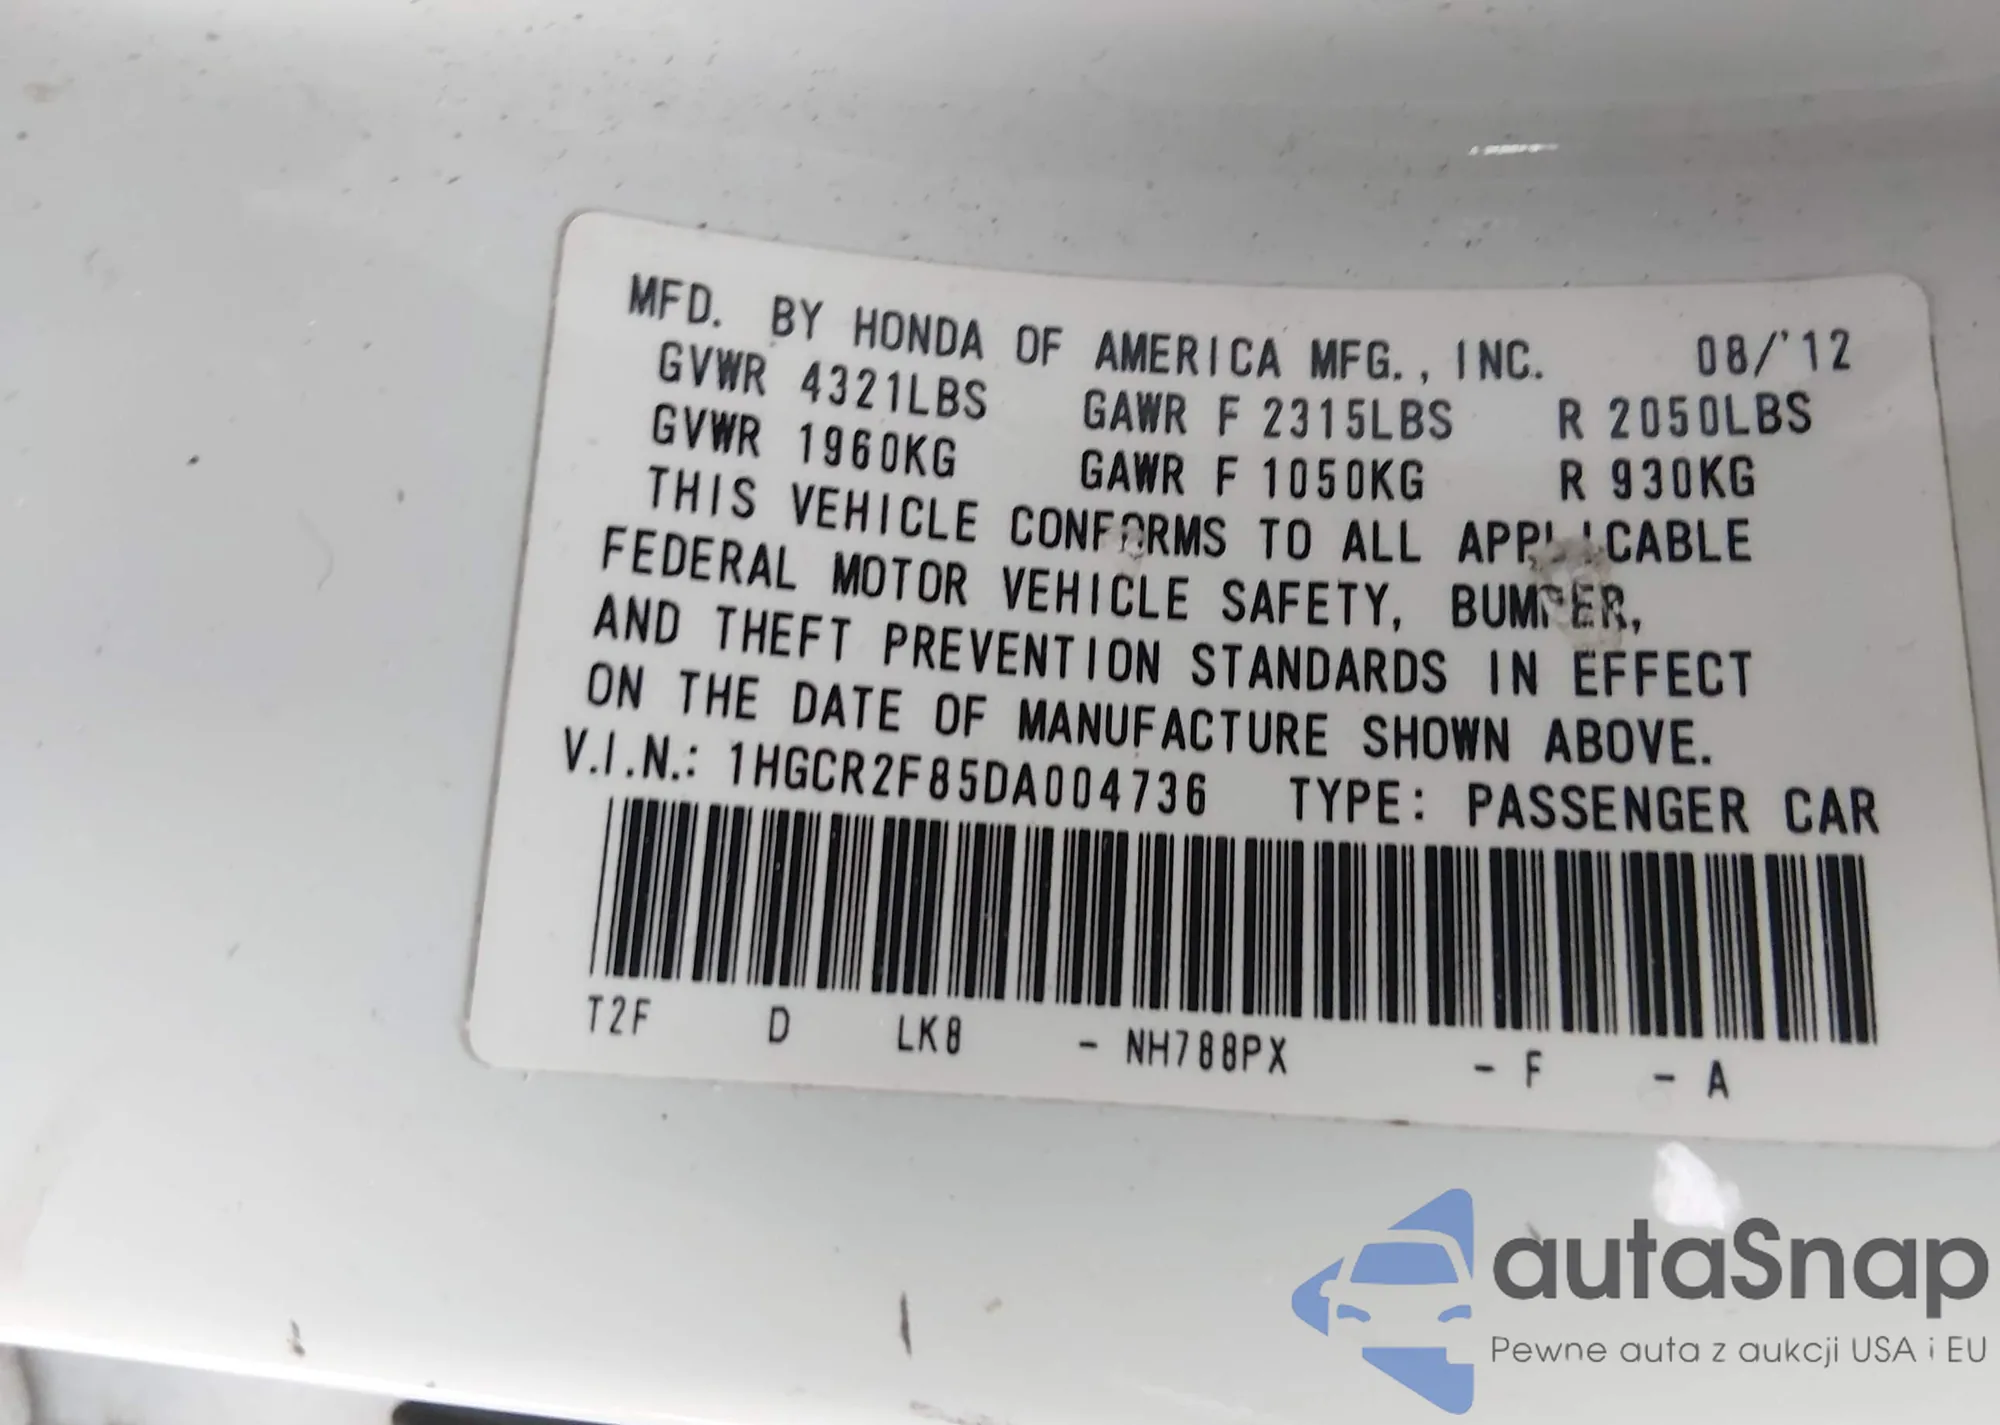 MFD. BY HONDA OF AMERICA MFG., INC. 08/'12
GVWR 4321LBS GAWR F 2315LBS R 2050LBS
GVWR 1960KG GAWR F 1050KG R 930KG
THIS VEHICLE CONFORMS TO ALL APPLICABLE
FEDERAL MOTOR VEHICLE SAFETY, BUMPER,
AND THEFT PREVENTION STANDARDS IN EFFECT
ON THE DATE OF MANUFACTURE SHOWN ABOVE.
V.I.N.: 1HGCR2F85DA004736 TYPE: PASSENGER CAR
T2F D LK8 - NH788PX - F - A
autaSnap
Pewne auta z aukcji USA i EU